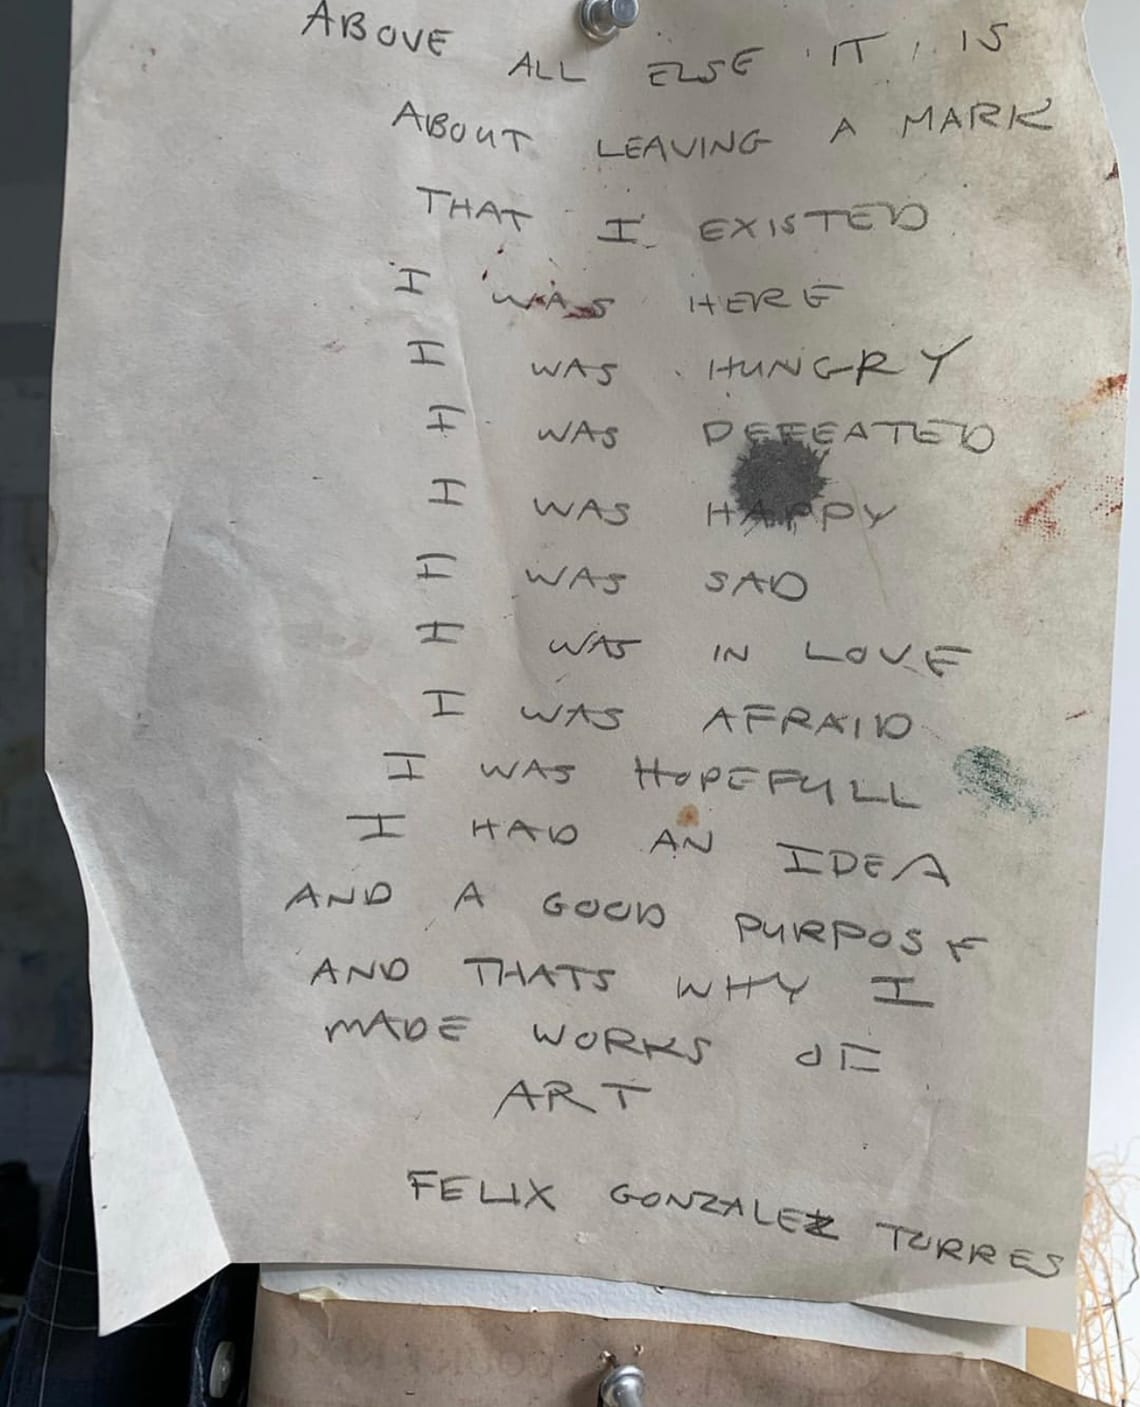 ABOVE ALL ELSE IT IS
ABOUT LEAVING A MARK
THAT I EXISTED
I WAS HERE
I WAS HUNGRY
I WAS DEFEATED
I WAS HAPPY
I WAS SAD
I WAS IN LOVE
I WAS AFRAID
I WAS HOPEFULL
I HAD AN IDEA
AND A GOOD PURPOSE
AND THATS WHY I
MADE WORKS OF
ART
FELIX GONZALEZ TORRES